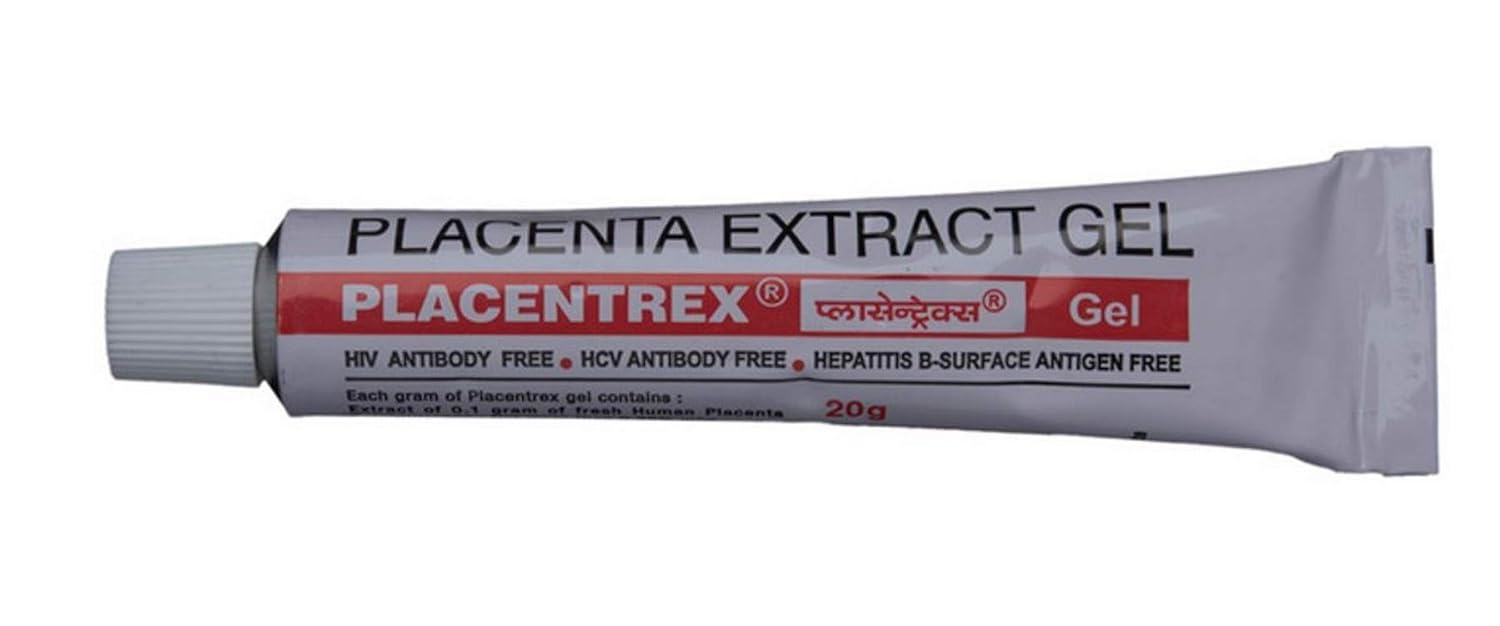 PLACENTA EXTRACT GEL
PLACENTREX® प्लासेन्ट्रेक्स® Gel
HIV ANTIBODY FREE • HCV ANTIBODY FREE • HEPATITIS B-SURFACE ANTIGEN FREE
Each gram of Placentrex gel contains :
Extract of 0.1 gram of fresh Human Placenta 20g